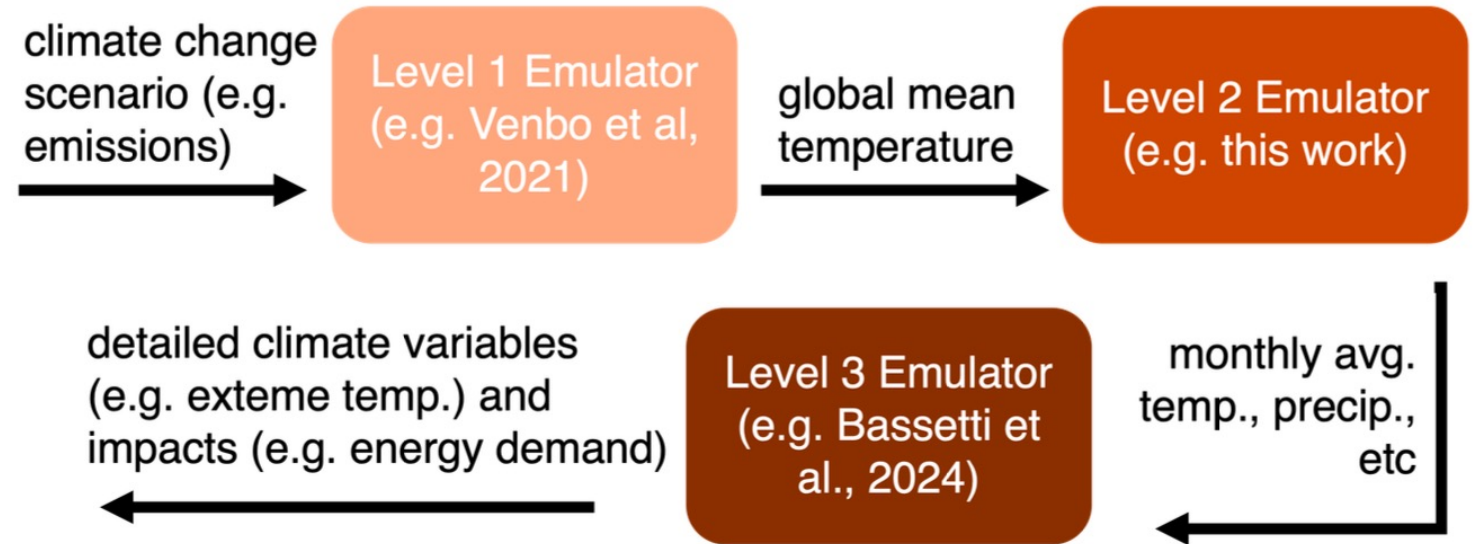 climate change
scenario (e.g.
emissions)
Level 1 Emulator
(e.g. Venbo et al,
2021)
global mean
temperature
Level 2 Emulator
(e.g. this work)
monthly avg.
temp., precip.,
etc
Level 3 Emulator
(e.g. Bassetti et
al., 2024)
detailed climate variables
(e.g. exteme temp.) and
impacts (e.g. energy demand)